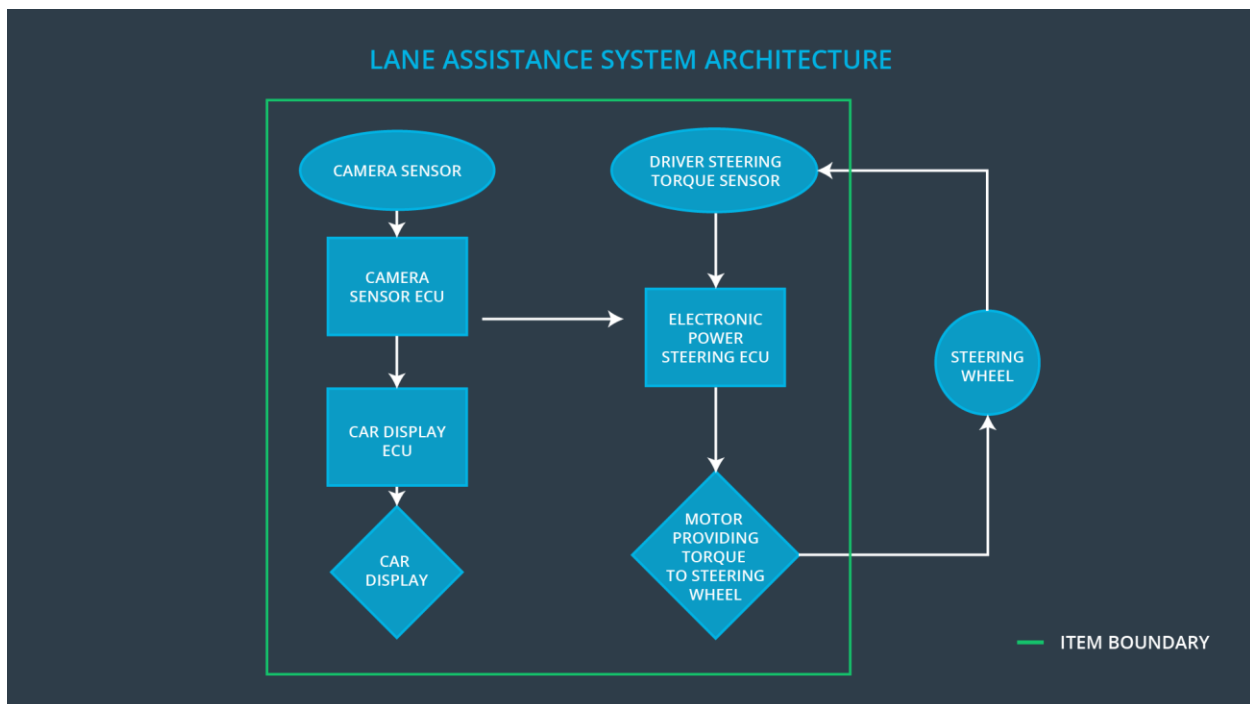 LANE ASSISTANCE SYSTEM ARCHITECTURE
CAMERA SENSOR
CAMERA
SENSOR ECU
CAR DISPLAY
ECU
CAR
DISPLAY
DRIVER STEERING
TORQUE SENSOR
ELECTRONIC
POWER
STEERING ECU
MOTOR
PROVIDING
TORQUE
TO STEERING
WHEEL
STEERING
WHEEL
ITEM BOUNDARY